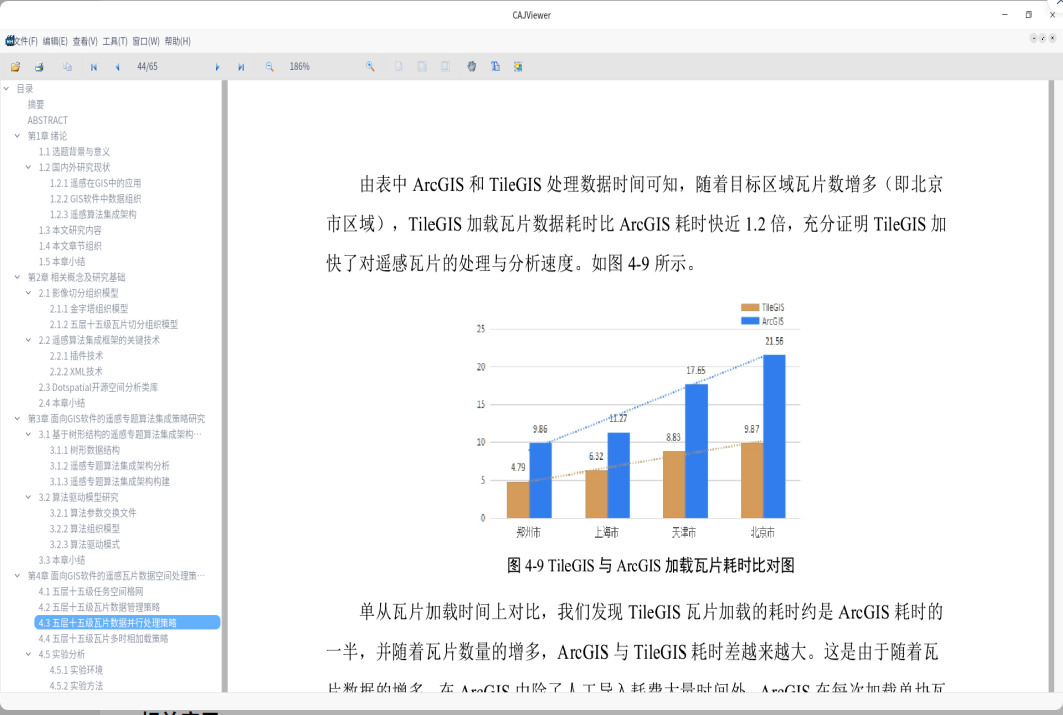 CAJViewer
文件(F) 编辑(E) 查看(V) 工具(T) 窗口(W) 帮助(H)
44/65 186%
目录
摘要
ABSTRACT
第1章 绪论
1.1 选题背景与意义
1.2 国内外研究现状
1.2.1 遥感在GIS中的应用
1.2.2 GIS软件中数据组织
1.2.3 遥感算法集成架构
1.3 本文研究内容
1.4 本文章节组织
1.5 本章小结
第2章 相关概念及研究基础
2.1 影像切分组织模型
2.1.1 金字塔组织模型
2.1.2 五层十五级瓦片切分组织模型
2.2 遥感算法集成框架的关键技术
2.2.1 插件技术
2.2.2 XML技术
2.3 Dotspatial开源空间分析类库
2.4 本章小结
第3章 面向GIS软件的遥感专题算法集成策略研究
3.1 基于树形结构的遥感专题算法集成架构…
3.1.1 树形数据结构
3.1.2 遥感专题算法集成架构分析
3.1.3 遥感专题算法集成架构构建
3.2 算法驱动模型研究
3.2.1 算法参数交换文件
3.2.2 算法组织模型
3.2.3 算法驱动模式
3.3 本章小结
第4章 面向GIS软件的遥感瓦片数据空间处理策…
4.1 五层十五级任务空间格网
4.2 五层十五级瓦片数据管理策略
4.3 五层十五级瓦片数据并行处理策略
4.4 五层十五级瓦片多时相加载策略
4.5 实验分析
4.5.1 实验环境
4.5.2 实验方法
由表中 ArcGIS 和 TileGIS 处理数据时间可知，随着目标区域瓦片数增多（即北京
市区域），TileGIS 加载瓦片数据耗时比 ArcGIS 耗时快近 1.2 倍，充分证明 TileGIS 加
快了对遥感瓦片的处理与分析速度。如图 4-9 所示。
TileGIS
ArcGIS
25
20
15
10
5
0
4.79 9.86 6.32 11.27 8.83 17.65 9.87 21.56
郑州市 上海市 天津市 北京市
图 4-9 TileGIS 与 ArcGIS 加载瓦片耗时比对图
单从瓦片加载时间上对比，我们发现 TileGIS 瓦片加载的耗时约是 ArcGIS 耗时的
一半，并随着瓦片数量的增多，ArcGIS 与 TileGIS 耗时差越来越大。这是由于随着瓦
片数据的增多，在 ArcGIS 中除了人工导入耗费大量时间外，ArcGIS 在每次加载单块瓦